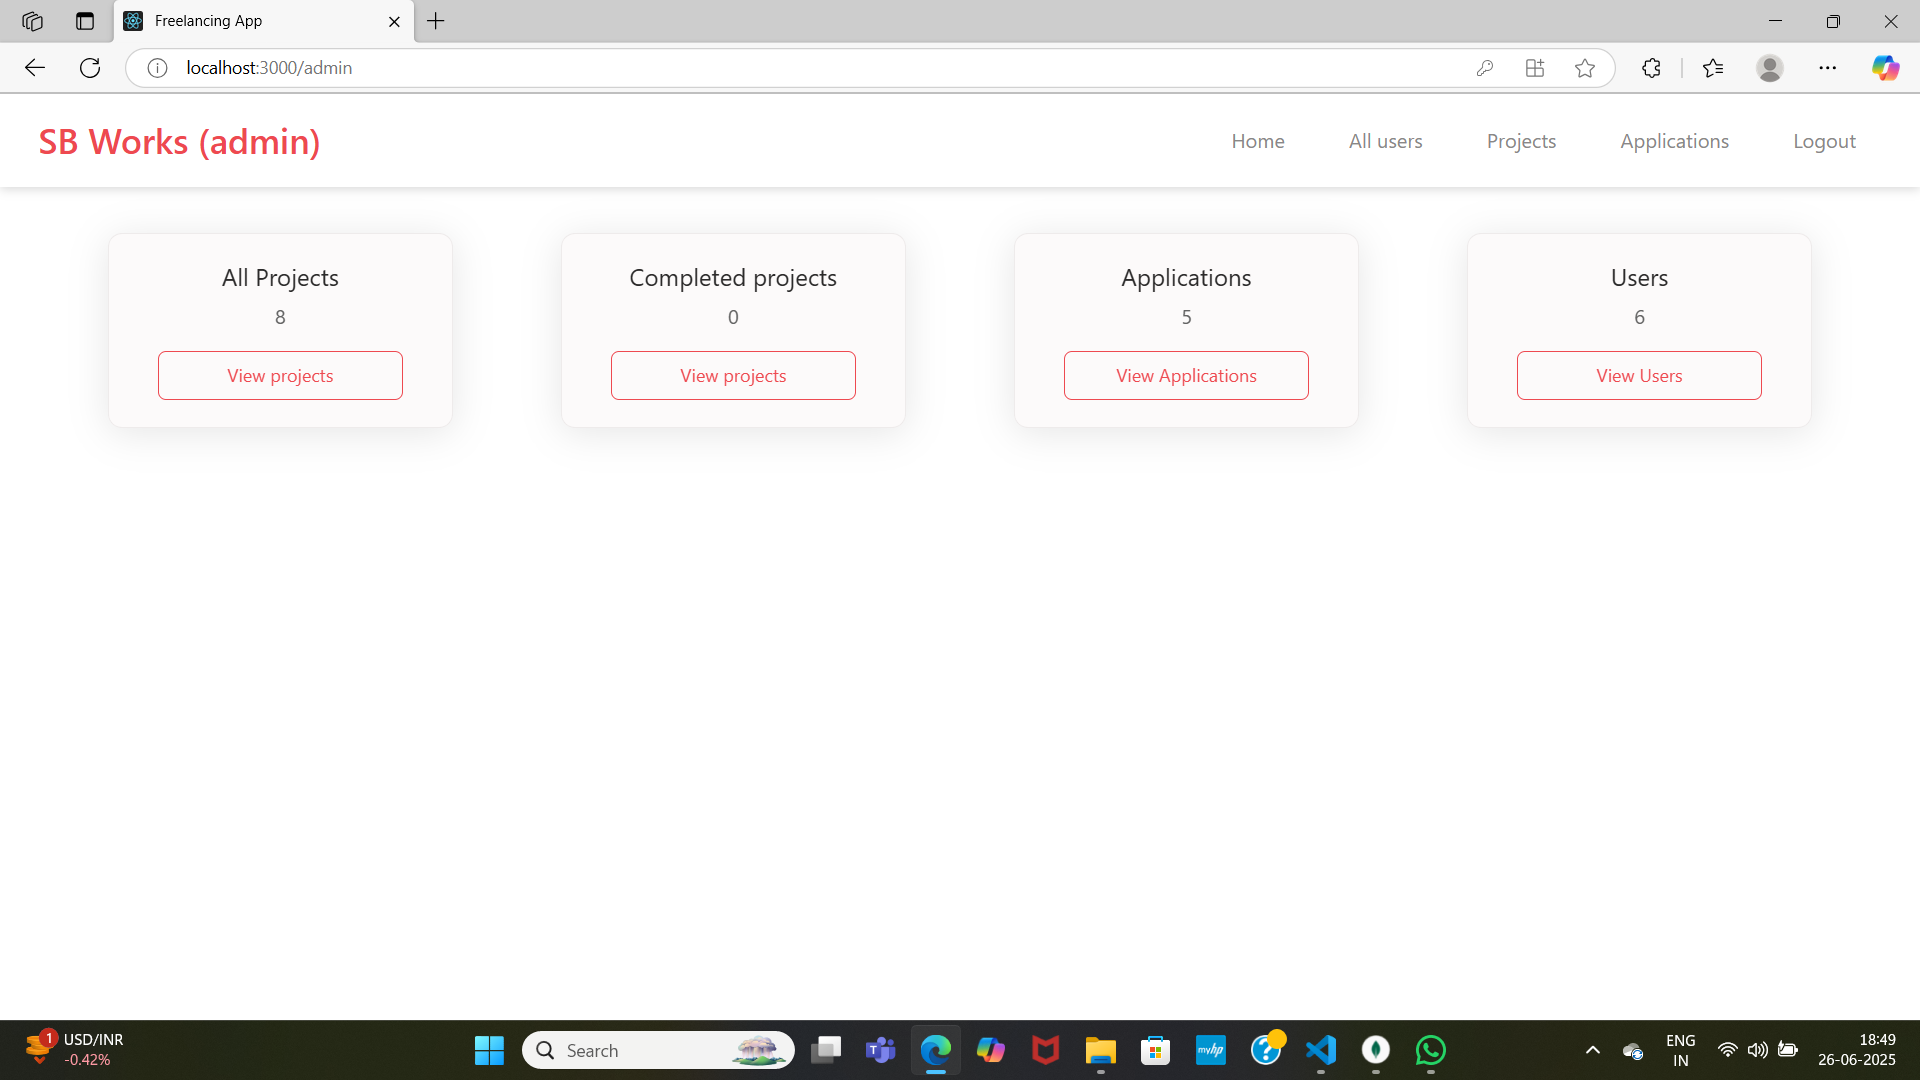 Freelancing App
localhost:3000/admin
SB Works (admin)
Home
All users
Projects
Applications
Logout
All Projects
8
View projects
Completed projects
0
View projects
Applications
5
View Applications
Users
6
View Users
1
USD/INR
-0.42%
Search
T
myhp
?
ENG
IN
18:49
26-06-2025